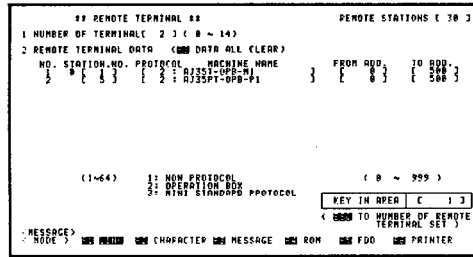 ## REMOTE TERMINAL ## REMOTE STATIONS [ 30 ]
1 NUMBER OF TERMINAL[ 2 ] ( 0 ~ 14)
2 REMOTE TERMINAL DATA ( DATA ALL CLEAR)
NO. STATION.NO. PROTOCOL MACHINE NAME FROM ADD. TO ADD.
1 0 [ 1 ] [ 2 : AJ35T-OPB-M1 ] [ 0 ] [ 500 ]
2 [ 5 ] [ 2 : AJ35PT-OPB-P1 ] [ 0 ] [ 500 ]
(1~64) 1: NON PROTOCOL ( 0 ~ 999 )
2: OPERATION BOX
3: MINI STANDARD PROTOCOL
KEY IN AREA [ 1 ]
( TO NUMBER OF REMOTE
TERMINAL SET )
<MESSAGE>
< MODE > CHARACTER MESSAGE ROM FDD PRINTER